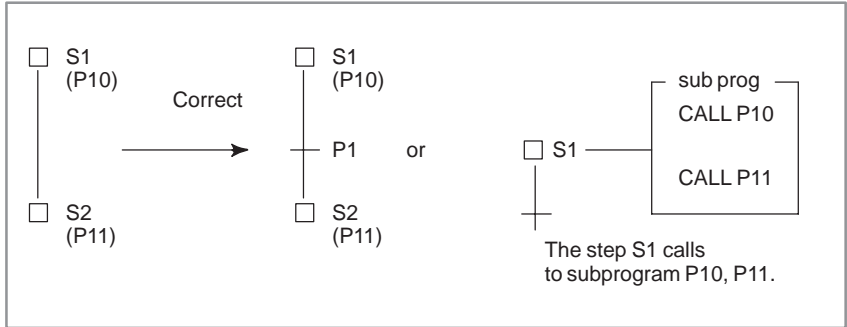 S1
(P10)
Correct
S2
(P11)
S1
(P10)
P1
S2
(P11)
or
S1
sub prog
CALL P10
CALL P11
The step S1 calls
to subprogram P10, P11.